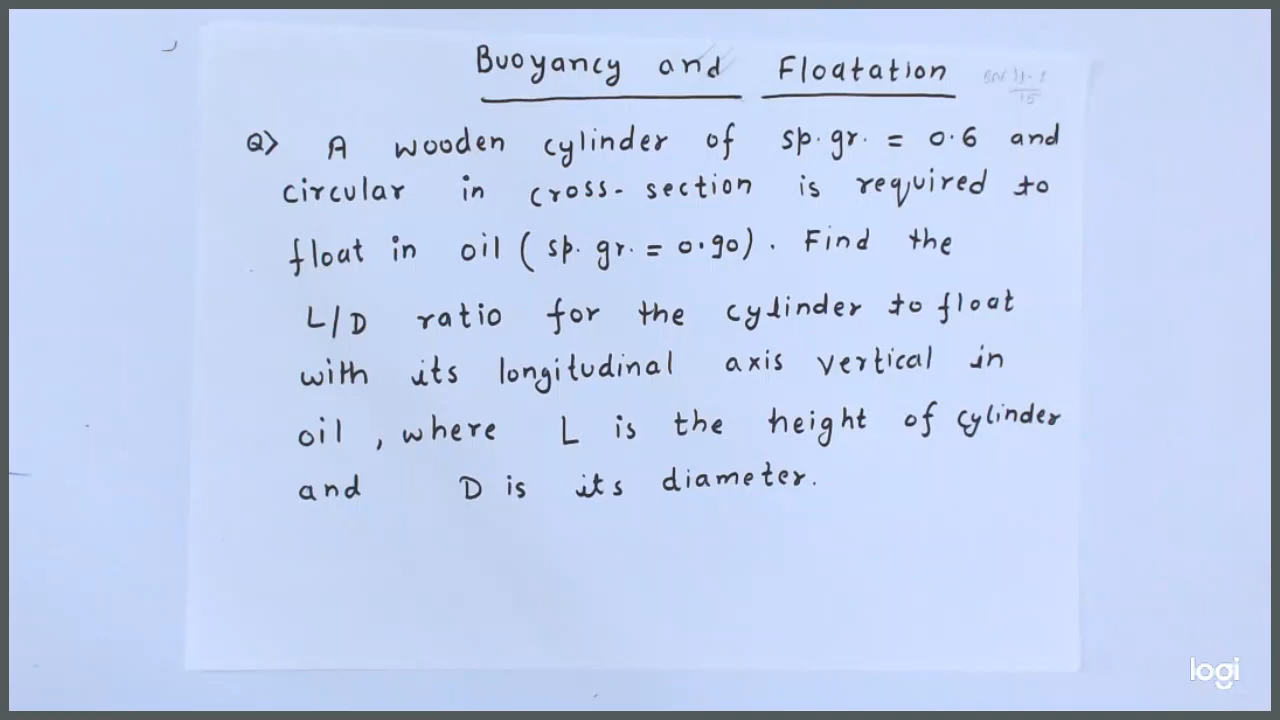 Buoyancy and Floatation
Q> A wooden cylinder of sp.gr. = 0.6 and
circular in cross-section is required to
float in oil (sp. gr. = 0.90). Find the
L/D ratio for the cylinder to float
with its longitudinal axis vertical in
oil, where L is the height of cylinder
and D is its diameter.
logi